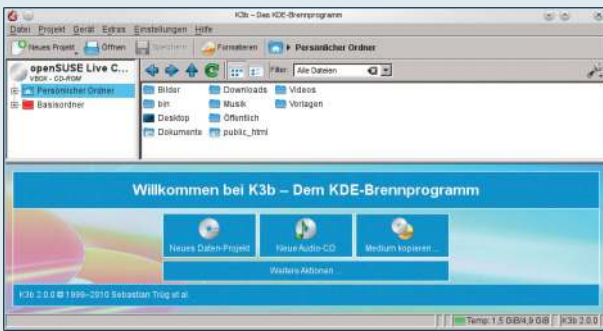 K3b – Das KDE-Brennprogramm
Datei Projekt Gerät Extras Einstellungen Hilfe
Neues Projekt Öffnen Speichern Formatieren Persönlicher Ordner
openSUSE Live C...
VBOX - CD-ROM
Filter: Alle Dateien
Persönlicher Ordner
Basisordner
Bilder Downloads Videos
bin Musik Vorlagen
Desktop Öffentlich
Dokumente public_html
Willkommen bei K3b – Dem KDE-Brennprogramm
Neues Daten-Projekt Neue Audio-CD Medium kopieren...
Weitere Aktionen...
K3b 2.0.0 © 1999–2010 Sebastian Trüg et al.
Temp: 1,5 GiB/4,9 GiB K3b 2.0.0